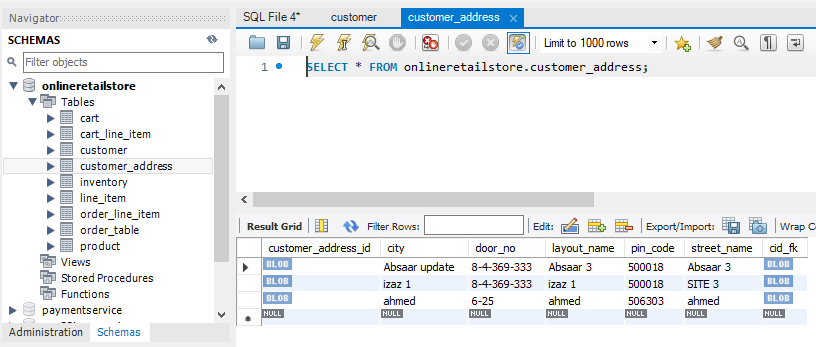 Navigator
SCHEMAS
Filter objects
onlineretailstore
Tables
cart
cart_line_item
customer
customer_address
inventory
line_item
order_line_item
order_table
product
Views
Stored Procedures
Functions
paymentservice
Administration Schemas
SQL File 4* customer customer_address
Limit to 1000 rows
1 SELECT * FROM onlineretailstore.customer_address;
Result Grid Filter Rows: Edit: Export/Import: Wrap C
customer_address_id city door_no layout_name pin_code street_name cid_fk
BLOB Absaar update 8-4-369-333 Absaar 3 500018 Absaar 3 BLOB
BLOB izaz 1 8-4-369-333 izaz 1 500018 SITE 3 BLOB
BLOB ahmed 6-25 ahmed 506303 ahmed BLOB
NULL NULL NULL NULL NULL NULL NULL